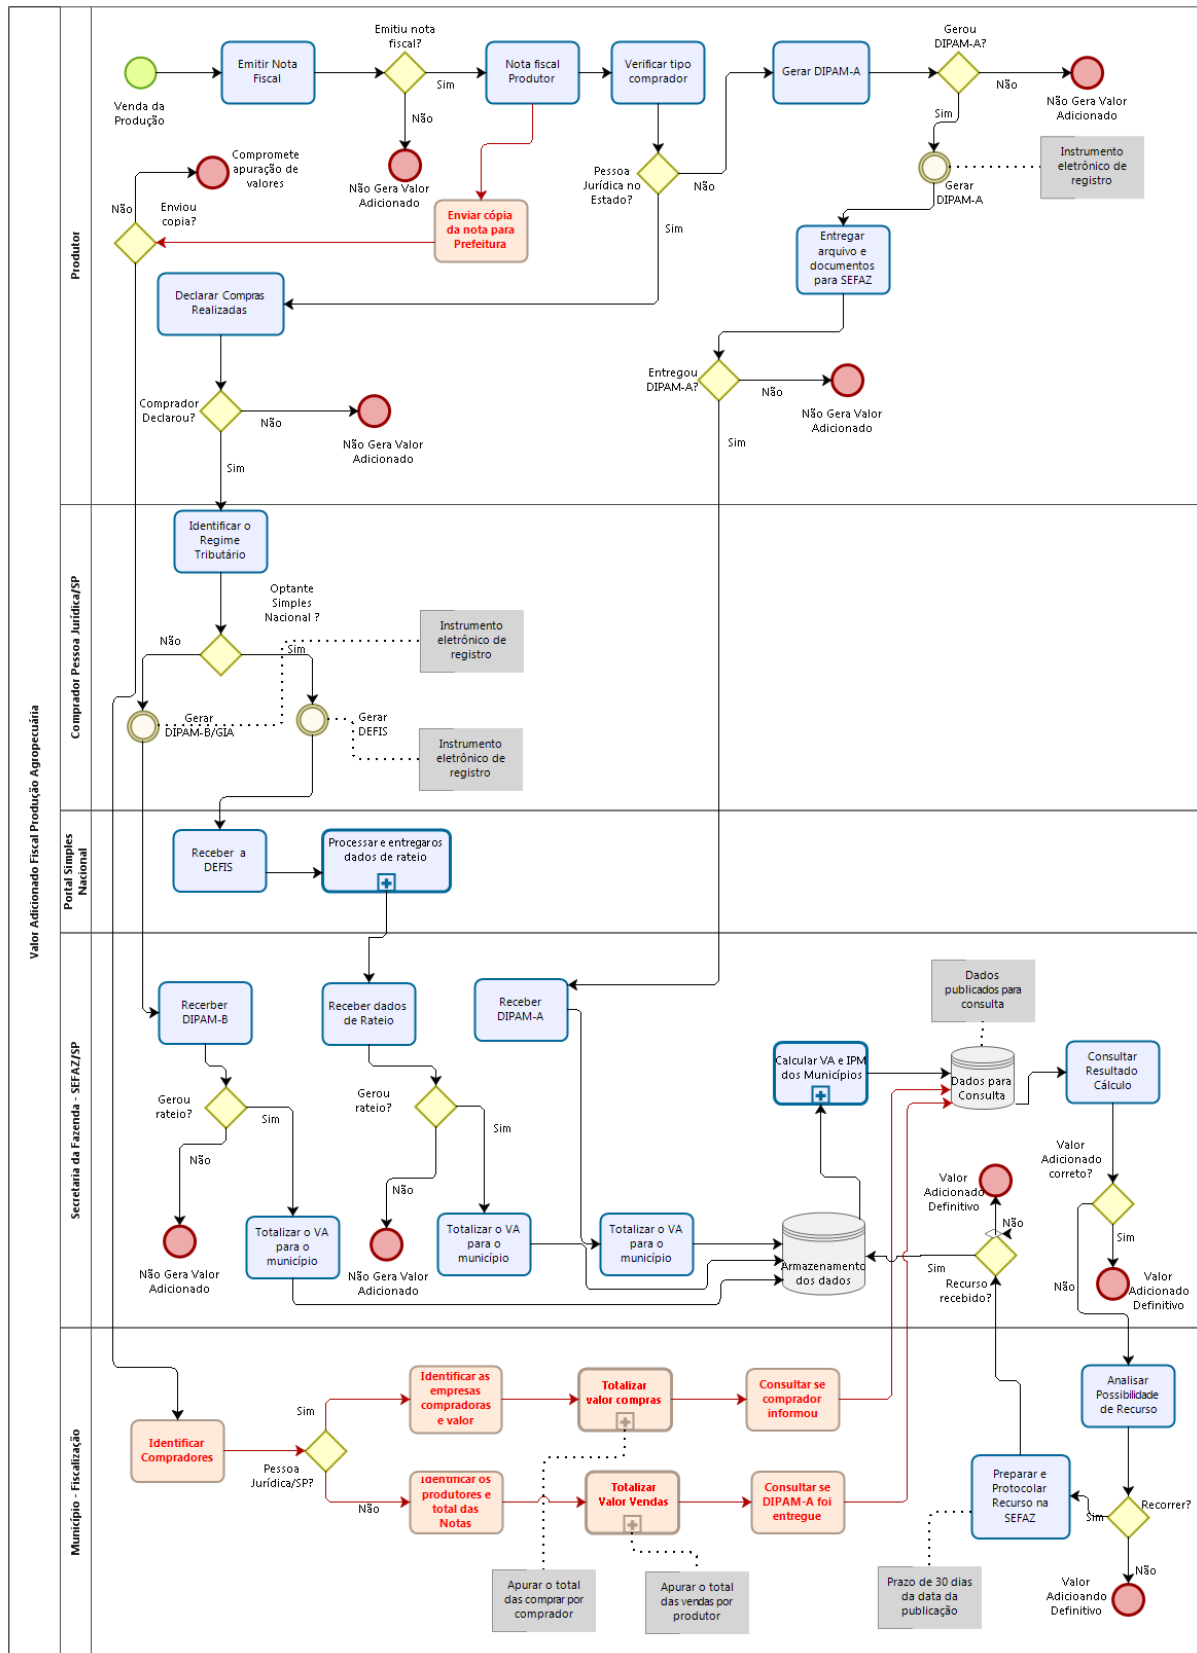 Valor Adicionado Fiscal Produção Agropecuária
Produtor
Venda da
Produção
Emitir Nota
Fiscal
Emitiu nota
fiscal?
Sim
Não
Não Gera Valor
Adicionado
Nota fiscal
Produtor
Verificar tipo
comprador
Gerar DIPAM-A
Gerou
DIPAM-A?
Não
Não Gera Valor
Adicionado
Sim
Gerar
DIPAM-A
Instrumento
eletrônico de
registro
Pessoa
Jurídica no
Estado?
Não
Sim
Compromete
apuração de
valores
Não
Enviou
copia?
Enviar cópia
da nota para
Prefeitura
Entregar
arquivo e
documentos
para SEFAZ
Declarar Compras
Realizadas
Entregou
DIPAM-A?
Não
Não Gera Valor
Adicionado
Sim
Comprador
Declarou?
Não
Não Gera Valor
Adicionado
Sim
Comprador Pessoa Jurídica/SP
Identificar o
Regime
Tributário
Optante
Simples
Nacional ?
Não
Sim
Instrumento
eletrônico de
registro
Gerar
DIPAM-B/GIA
Gerar
DEFIS
Instrumento
eletrônico de
registro
Portal Simples
Nacional
Receber a
DEFIS
Processar e entregaros
dados de rateio
Secretaria da Fazenda - SEFAZ/SP
Recerber
DIPAM-B
Receber dados
de Rateio
Receber
DIPAM-A
Dados
publicados para
consulta
Calcular VA e IPM
dos Municípios
Dados para
Consulta
Consultar
Resultado
Cálculo
Gerou
rateio?
Sim
Não
Gerou
rateio?
Sim
Não
Valor
Adicionado
correto?
Valor
Adicionado
Definitivo
Não
Sim
Totalizar o VA
para o
município
Totalizar o VA
para o
município
Totalizar o VA
para o
município
Armazenamento
dos dados
Sim
Recurso
recebido?
Não
Valor
Adicionado
Definitivo
Não Gera Valor
Adicionado
Não Gera Valor
Adicionado
Município - Fiscalização
Identificar
Compradores
Sim
Pessoa
Jurídica/SP?
Não
Identificar as
empresas
compradoras
e valor
Totalizar
valor compras
Consultar se
comprador
informou
Identificar os
produtores e
total das
Notas
Totalizar
Valor Vendas
Consultar se
DIPAM-A foi
entregue
Analisar
Possibilidade
de Recurso
Preparar e
Protocolar
Recurso na
SEFAZ
Sim
Recorrer?
Não
Valor
Adicioando
Definitivo
Apurar o total
das comprar por
comprador
Apurar o total
das vendas por
produtor
Prazo de 30 dias
da data da
publicação